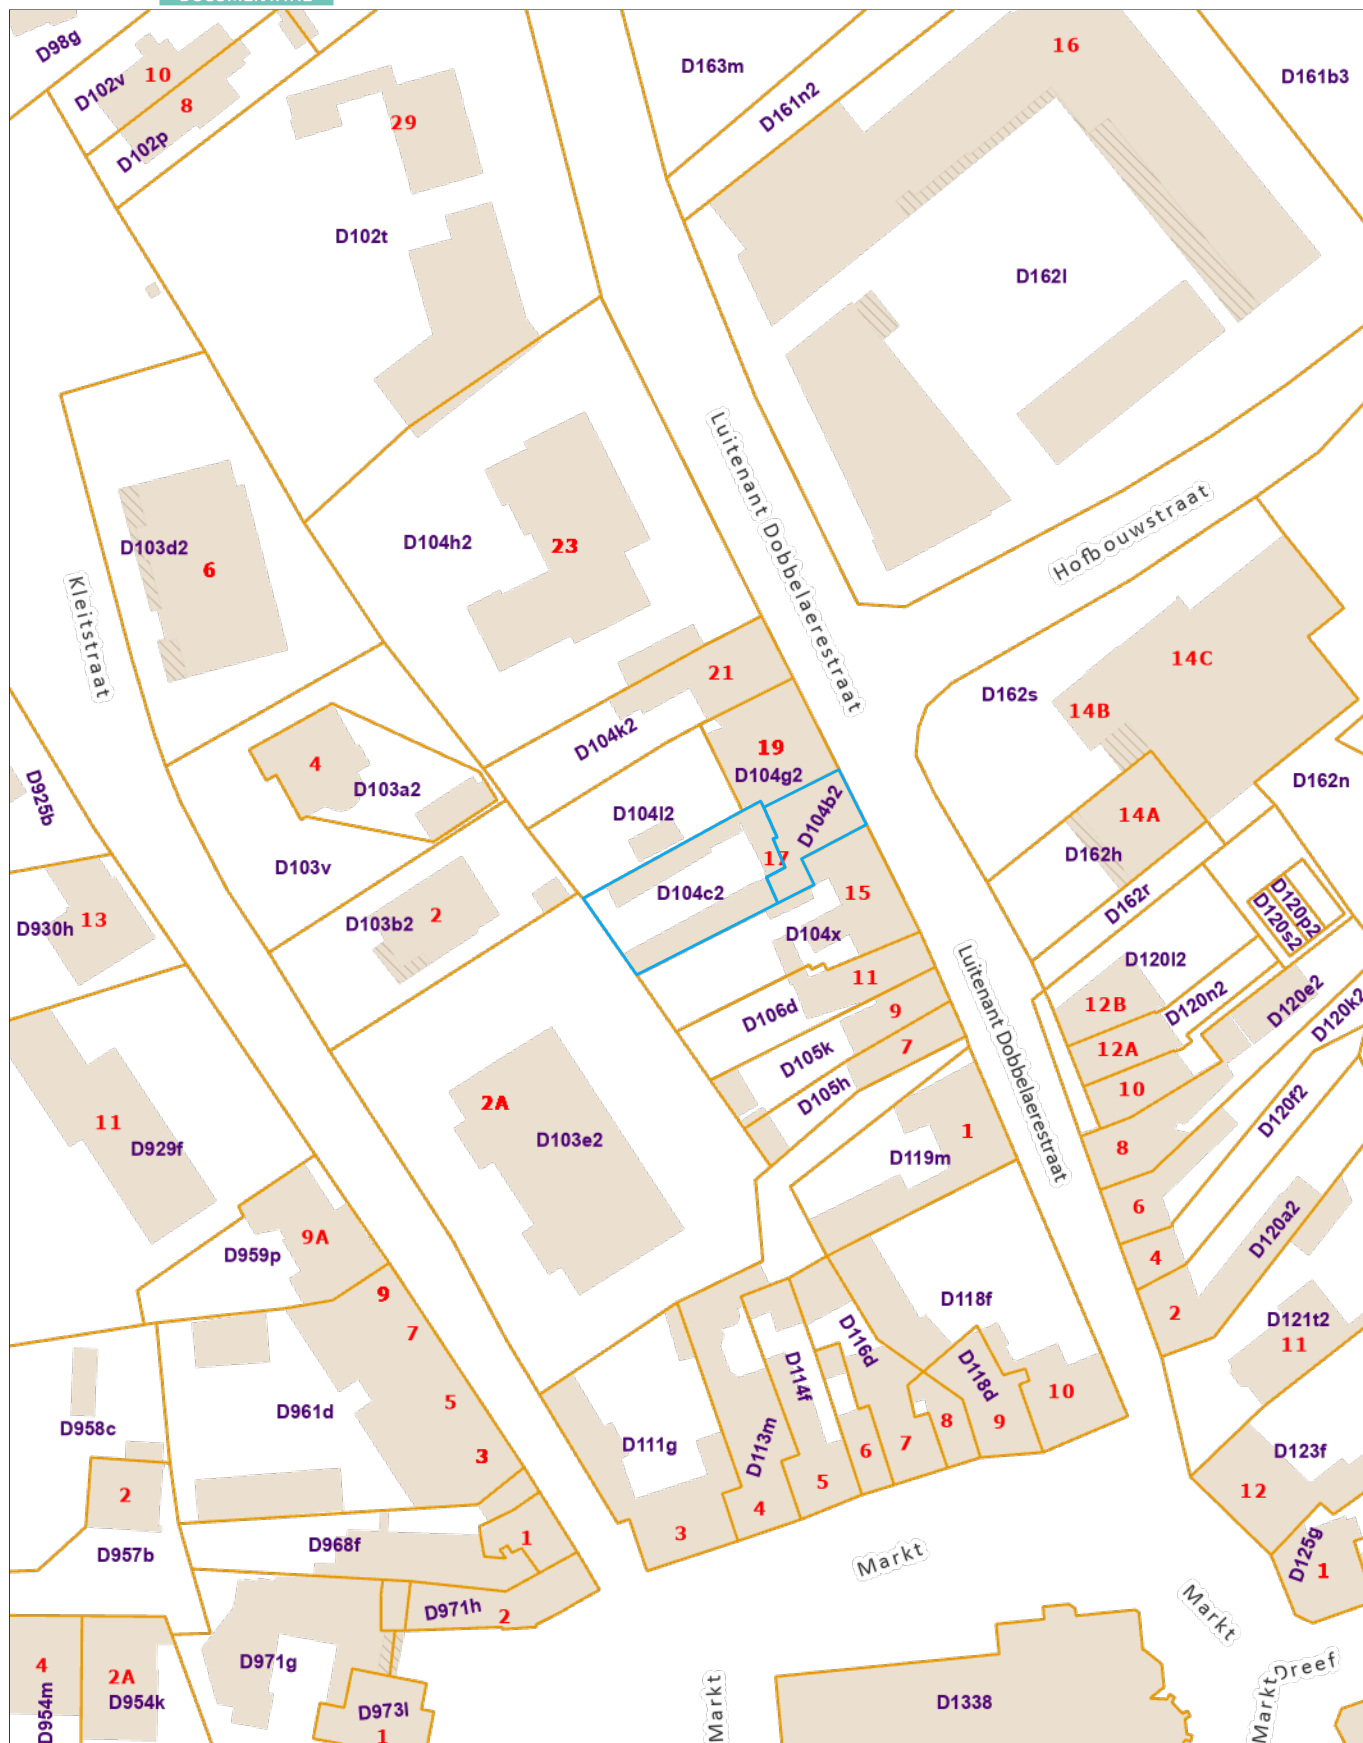 D98g
D102v
10
8
D102p
29
D102t
D163m
D161n2
16
D161b3
D162l
Luitenant Dobbelaerestraat
Hofbouwstraat
D103d2
6
Kleitstraat
D104h2
23
21
D104k2
19
D104g2
D104l2
D104b2
17
D104c2
15
D104x
D162s
14C
14B
14A
D162h
D162n
D162r
D120p2
D120s2
4
D103a2
D103v
D103b2
2
D925b
D930h
13
D106d
11
9
D105k
7
D105h
Luitenant Dobbelaerestraat
D120l2
12B
D120n2
D120e2
D120k2
12A
10
D120f2
8
6
4
2
D120a2
D121t2
11
11
D929f
2A
D103e2
1
D119m
9A
D959p
9
7
5
3
D961d
D958c
2
D957b
D118f
D116d
D118d
D114f
D113m
D111g
3
4
5
6
7
8
9
10
D123f
12
D125g
1
D968f
1
D971h
2
D971g
D973l
1
4
D954m
2A
D954k
Markt
Markt
Markt
Markt
Dreef
D1338